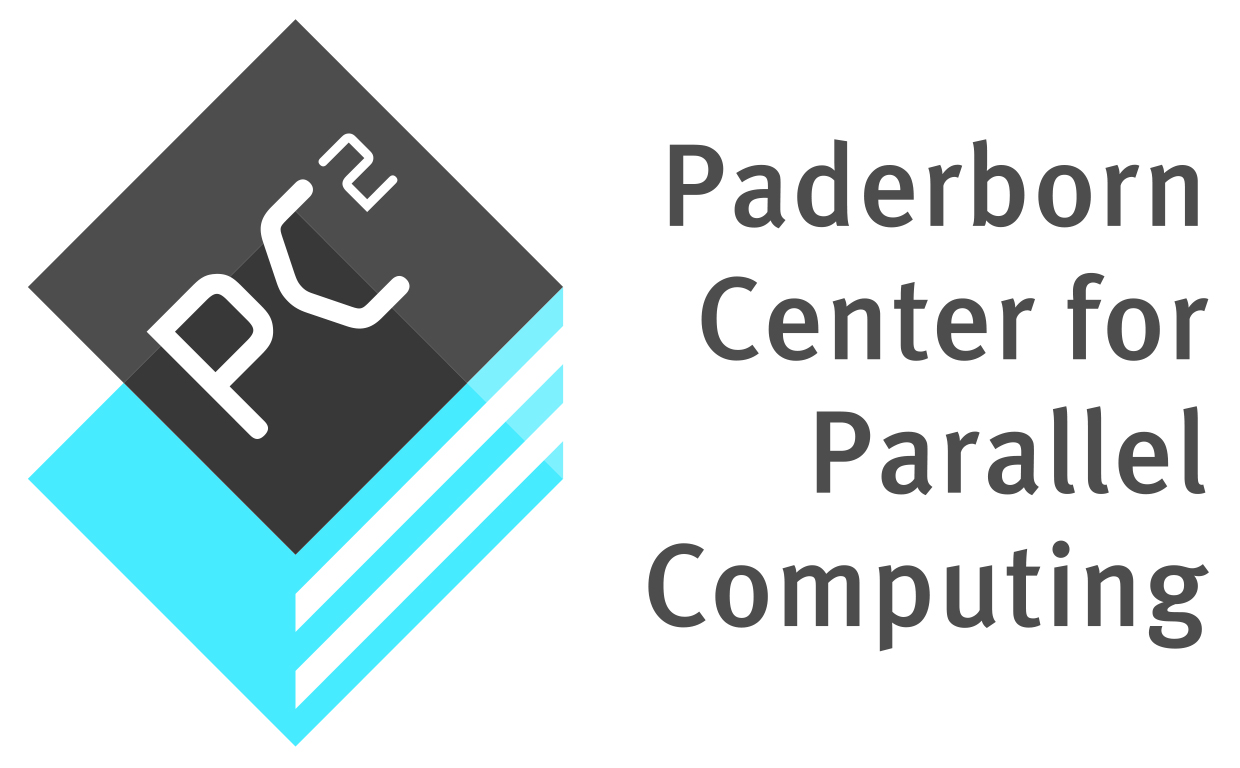 PC²
Paderborn
Center for
Parallel
Computing